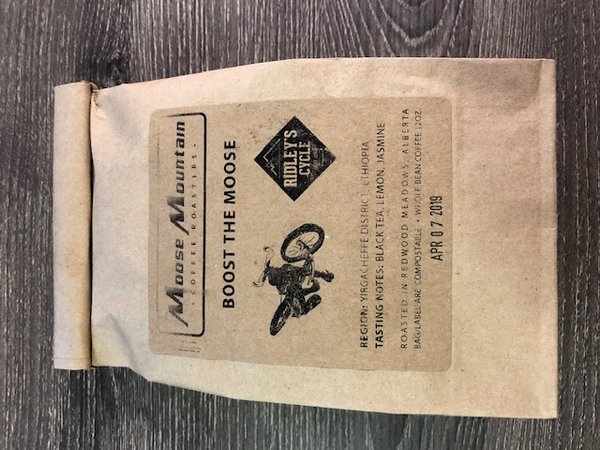 Moose Mountain
• COFFEE ROASTERS •
BOOST THE MOOSE
RIDLEY'S
CYCLE
REGION: YIRGACHEFFE DISTRICT, ETHIOPIA
TASTING NOTES: BLACK TEA, LEMON, JASMINE
ROASTED IN REDWOOD MEADOWS, ALBERTA
BAG/LABEL ARE COMPOSTABLE • WHOLE BEAN COFFEE 12OZ
APR 07 2019